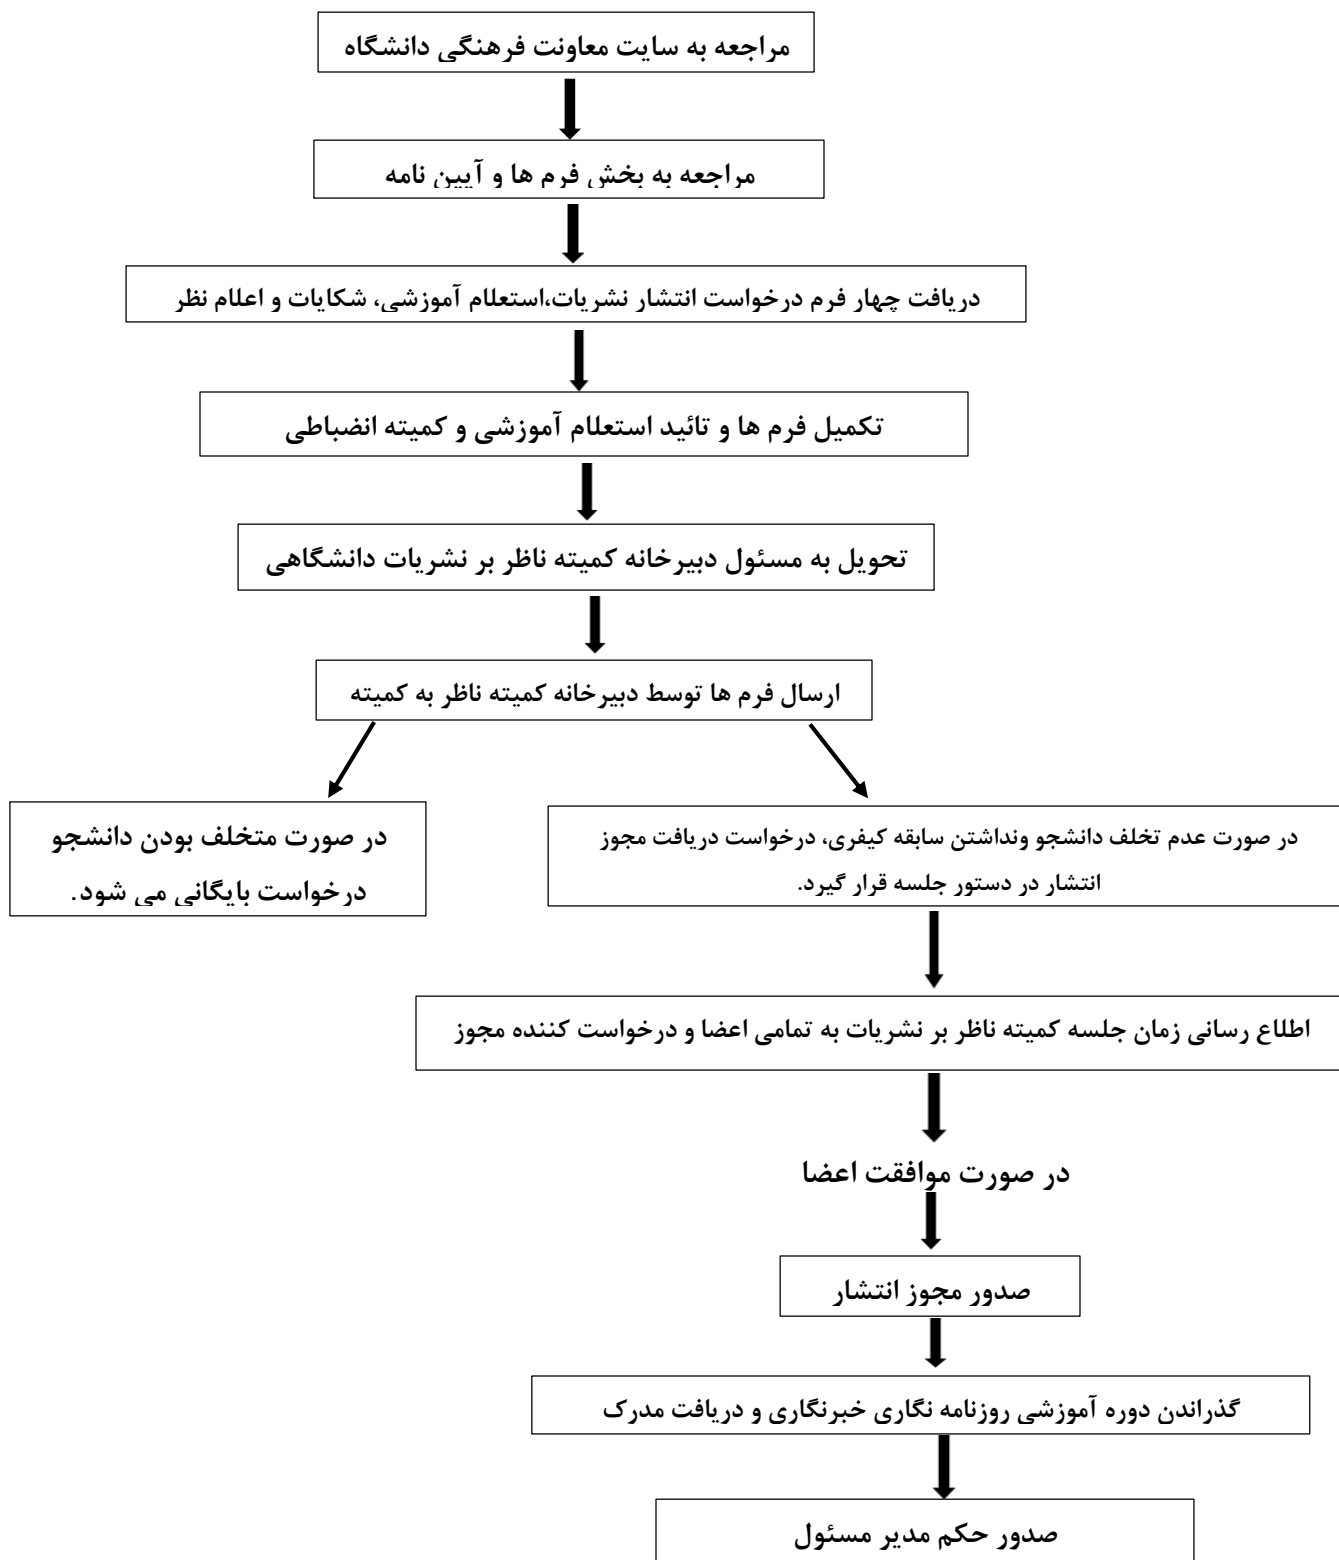 مراجعه به سایت معاونت فرهنگی دانشگاه
مراجعه به بخش فرم ها و آیین نامه
دریافت چهار فرم درخواست انتشار نشریات،استعلام آموزشی، شکایات و اعلام نظر
تکمیل فرم ها و تائید استعلام آموزشی و کمیته انضباطی
تحویل به مسئول دبیرخانه کمیته ناظر بر نشریات دانشگاهی
ارسال فرم ها توسط دبیرخانه کمیته ناظر به کمیته
در صورت عدم تخلف دانشجو ونداشتن سابقه کیفری، درخواست دریافت مجوز
انتشار در دستور جلسه قرار گیرد.
در صورت متخلف بودن دانشجو
درخواست بایگانی می شود.
اطلاع رسانی زمان جلسه کمیته ناظر بر نشریات به تمامی اعضا و درخواست کننده مجوز
در صورت موافقت اعضا
صدور مجوز انتشار
گذراندن دوره آموزشی روزنامه نگاری خبرنگاری و دریافت مدرک
صدور حکم مدیر مسئول